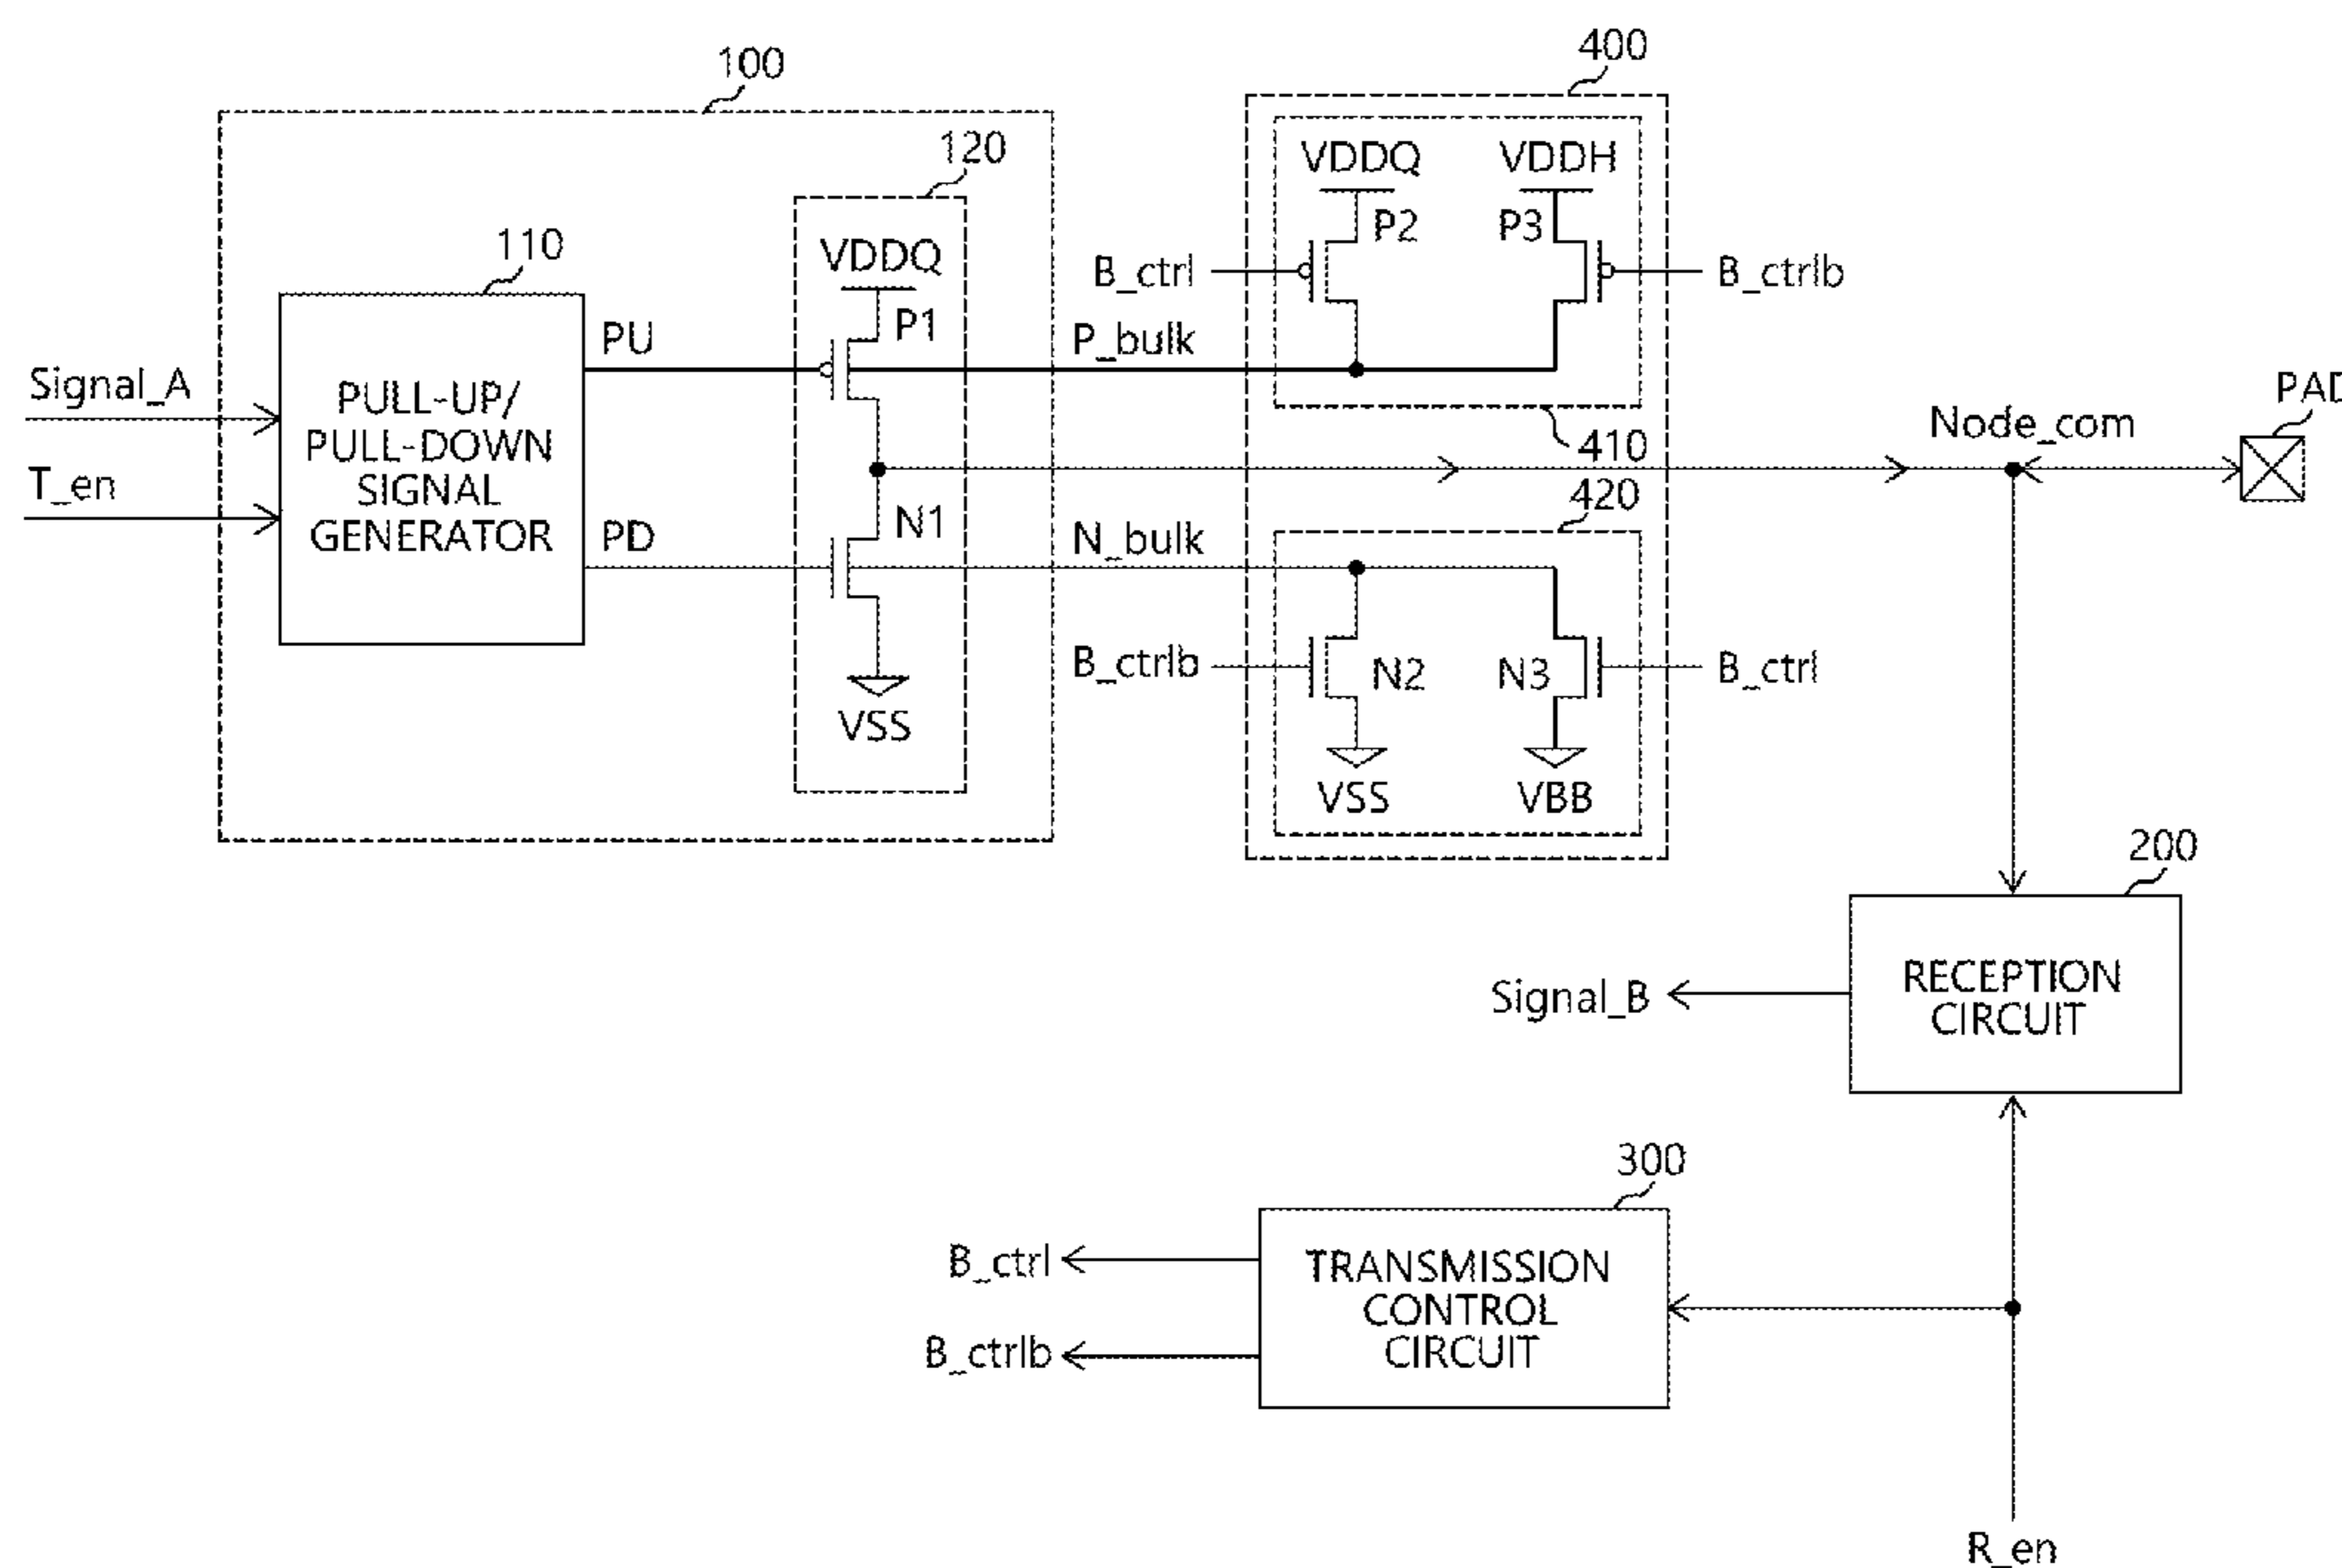 100
400
120
VDDQ
VDDH
110
VDDQ
P2
P3
B_ctrl
B_ctrlb
PU
P1
P_bulk
Signal_A
PULL-UP/
PULL-DOWN
SIGNAL
GENERATOR
PAD
Node_com
410
T_en
420
PD
N1
N_bulk
B_ctrlb
N2
N3
B_ctrl
VSS
VSS
VBB
200
RECEPTION
CIRCUIT
Signal_B
300
TRANSMISSION
CONTROL
CIRCUIT
B_ctrl
B_ctrlb
R_en